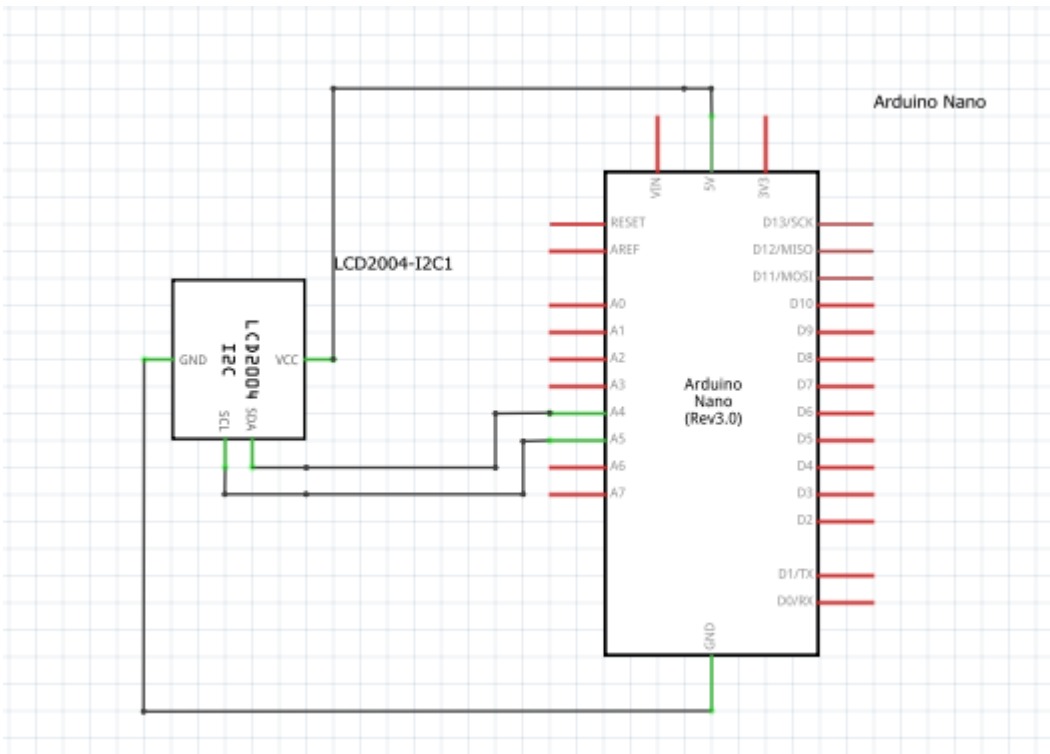 Arduino Nano
VIN
5V
3V3
RESET
AREF
A0
A1
A2
A3
A4
A5
A6
A7
D13/SCK
D12/MISO
D11/MOSI
D10
D9
D8
D7
D6
D5
D4
D3
D2
D1/TX
D0/RX
Arduino
Nano
(Rev3.0)
GND
LCD2004-I2C1
GND
LCD2004
I2C
VCC
SCL
SDA